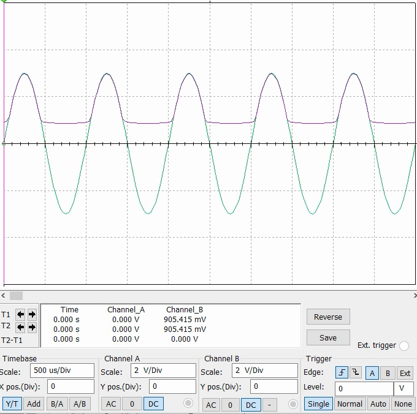 Time Channel_A Channel_B
T1 0.000 s 0.000 V 905.415 mV
T2 0.000 s 0.000 V 905.415 mV
T2-T1 0.000 s 0.000 V 0.000 V
Reverse
Save
Ext. trigger
Timebase Channel A Channel B Trigger
Scale: 500 us/Div Scale: 2 V/Div Scale: 2 V/Div Edge: A B Ext
X pos.(Div): 0 Y pos.(Div): 0 Y pos.(Div): 0 Level: 0 V
Y/T Add B/A A/B AC 0 DC AC 0 DC - Single Normal Auto None